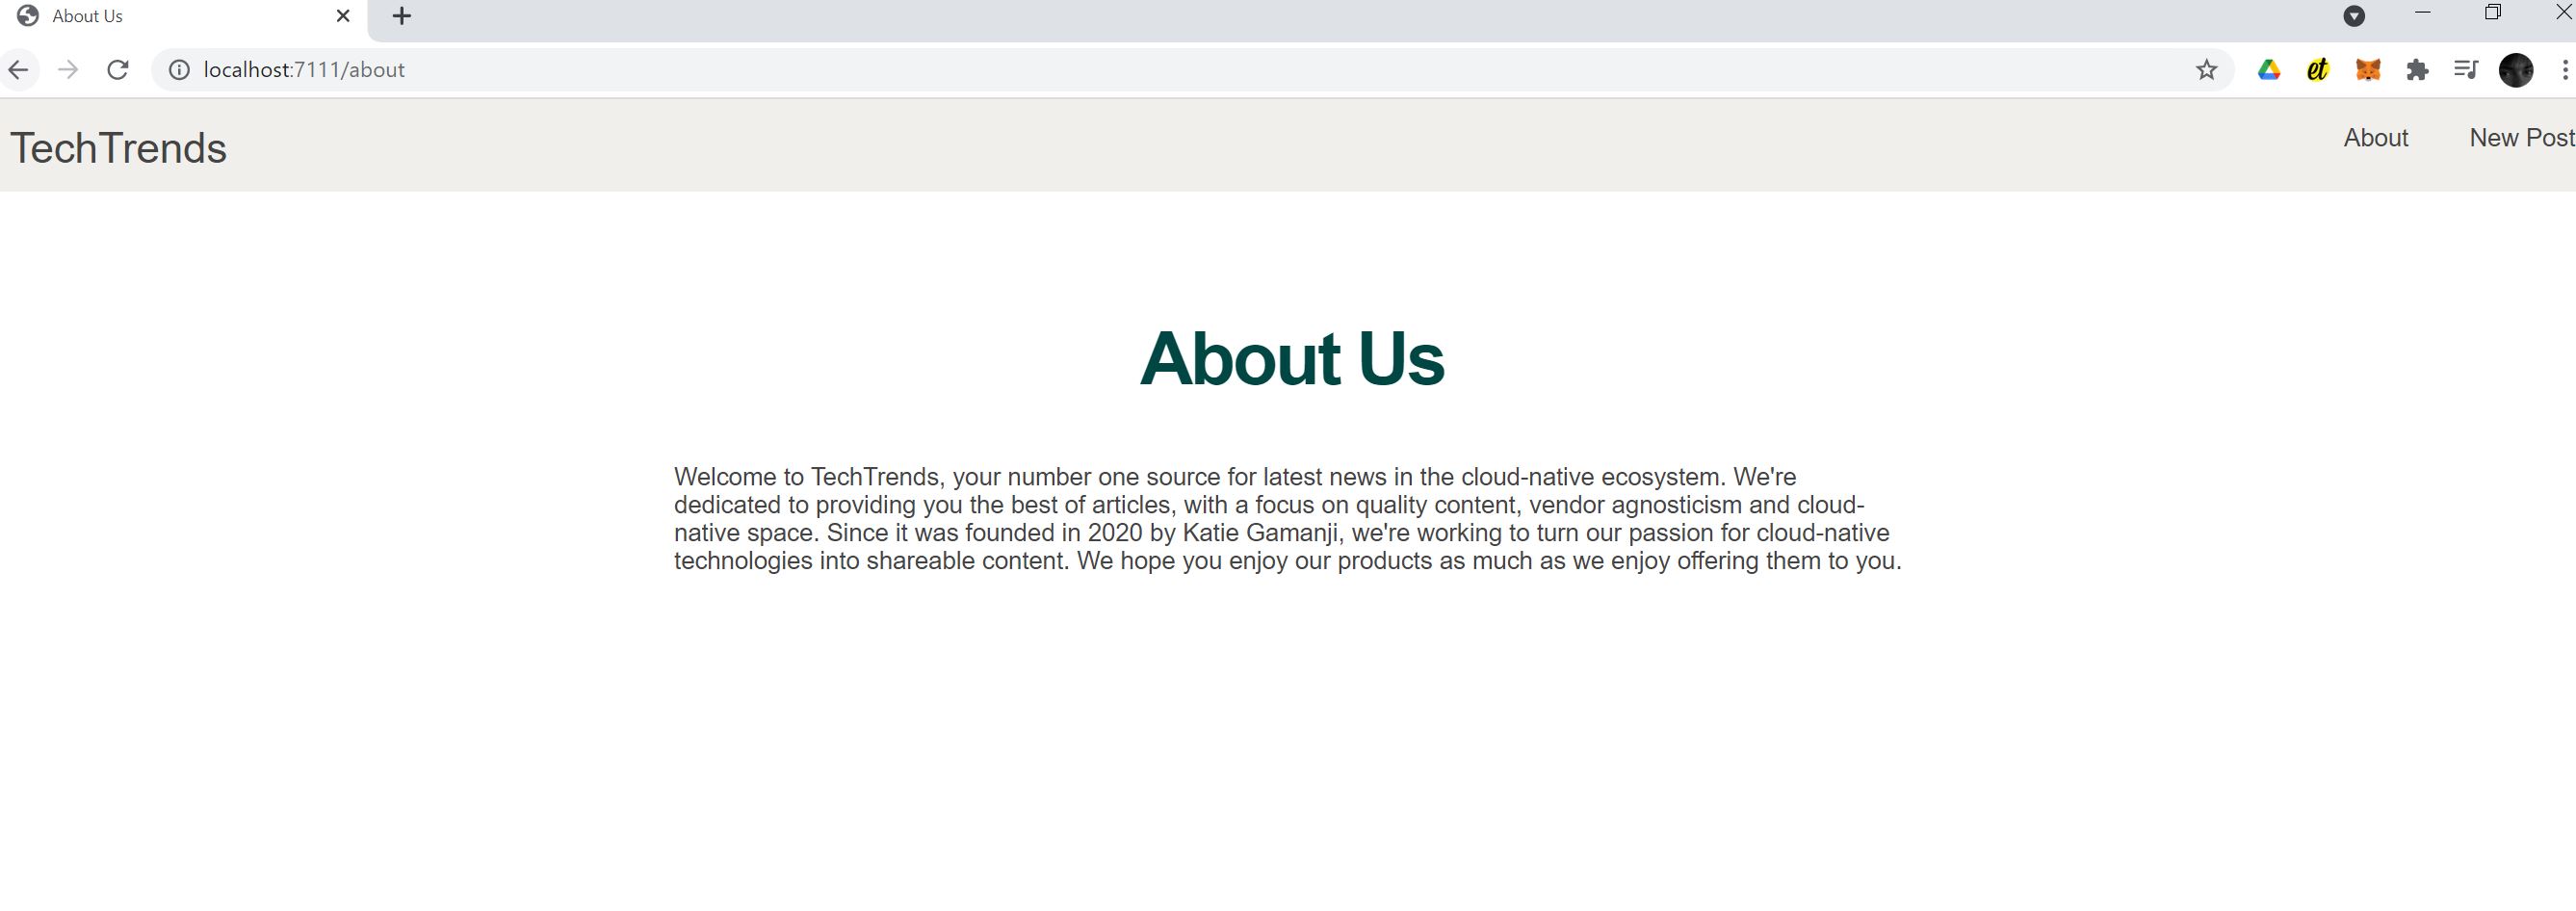 About Us
localhost:7111/about
et
TechTrends
About
New Post
About Us
Welcome to TechTrends, your number one source for latest news in the cloud-native ecosystem. We're
dedicated to providing you the best of articles, with a focus on quality content, vendor agnosticism and cloud-
native space. Since it was founded in 2020 by Katie Gamanji, we're working to turn our passion for cloud-native
technologies into shareable content. We hope you enjoy our products as much as we enjoy offering them to you.